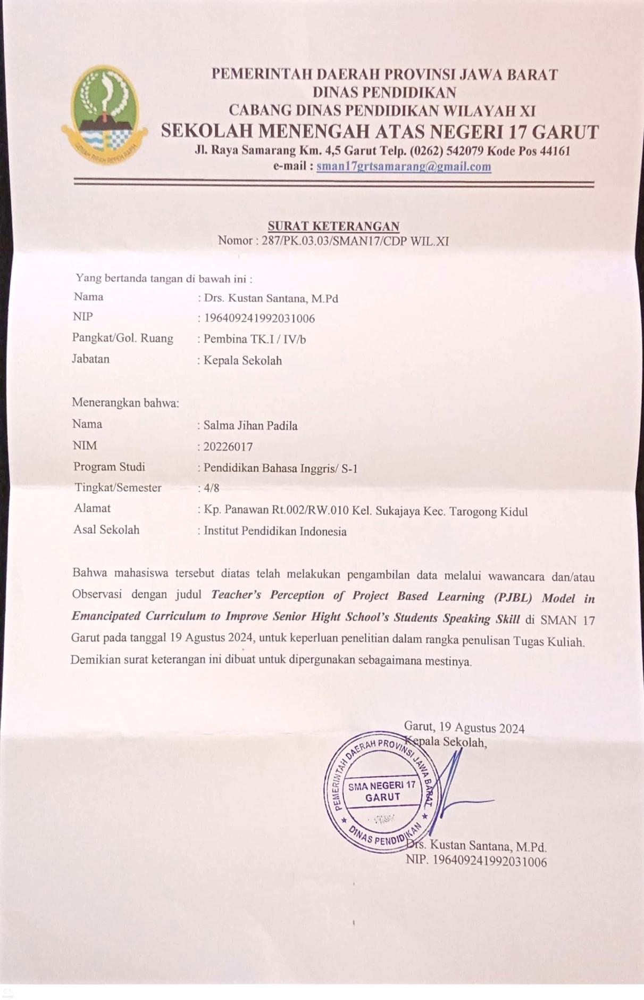 PEMERINTAH DAERAH PROVINSI JAWA BARAT
DINAS PENDIDIKAN
CABANG DINAS PENDIDIKAN WILAYAH XI
SEKOLAH MENENGAH ATAS NEGERI 17 GARUT
Jl. Raya Samarang Km. 4,5 Garut Telp. (0262) 542079 Kode Pos 44161
e-mail : sman17grtsamarang@gmail.com
GEMAH RIPAH REPEH RAPIH
SURAT KETERANGAN
Nomor : 287/PK.03.03/SMAN17/CDP WIL.XI
Yang bertanda tangan di bawah ini :
Nama : Drs. Kustan Santana, M.Pd
NIP : 196409241992031006
Pangkat/Gol. Ruang : Pembina TK.I / IV/b
Jabatan : Kepala Sekolah
Menerangkan bahwa:
Nama : Salma Jihan Padila
NIM : 20226017
Program Studi : Pendidikan Bahasa Inggris/ S-1
Tingkat/Semester : 4/8
Alamat : Kp. Panawan Rt.002/RW.010 Kel. Sukajaya Kec. Tarogong Kidul
Asal Sekolah : Institut Pendidikan Indonesia
Bahwa mahasiswa tersebut diatas telah melakukan pengambilan data melalui wawancara dan/atau
Observasi dengan judul Teacher's Perception of Project Based Learning (PJBL) Model in
Emancipated Curriculum to Improve Senior Hight School's Students Speaking Skill di SMAN 17
Garut pada tanggal 19 Agustus 2024, untuk keperluan penelitian dalam rangka penulisan Tugas Kuliah.
Demikian surat keterangan ini dibuat untuk dipergunakan sebagaimana mestinya.
Garut, 19 Agustus 2024
Kepala Sekolah,
PEMERINTAH DAERAH PROVINSI JAWA BARAT
SMA NEGERI 17
GARUT
DINAS PENDIDIKAN
Drs. Kustan Santana, M.Pd.
NIP. 196409241992031006
CS